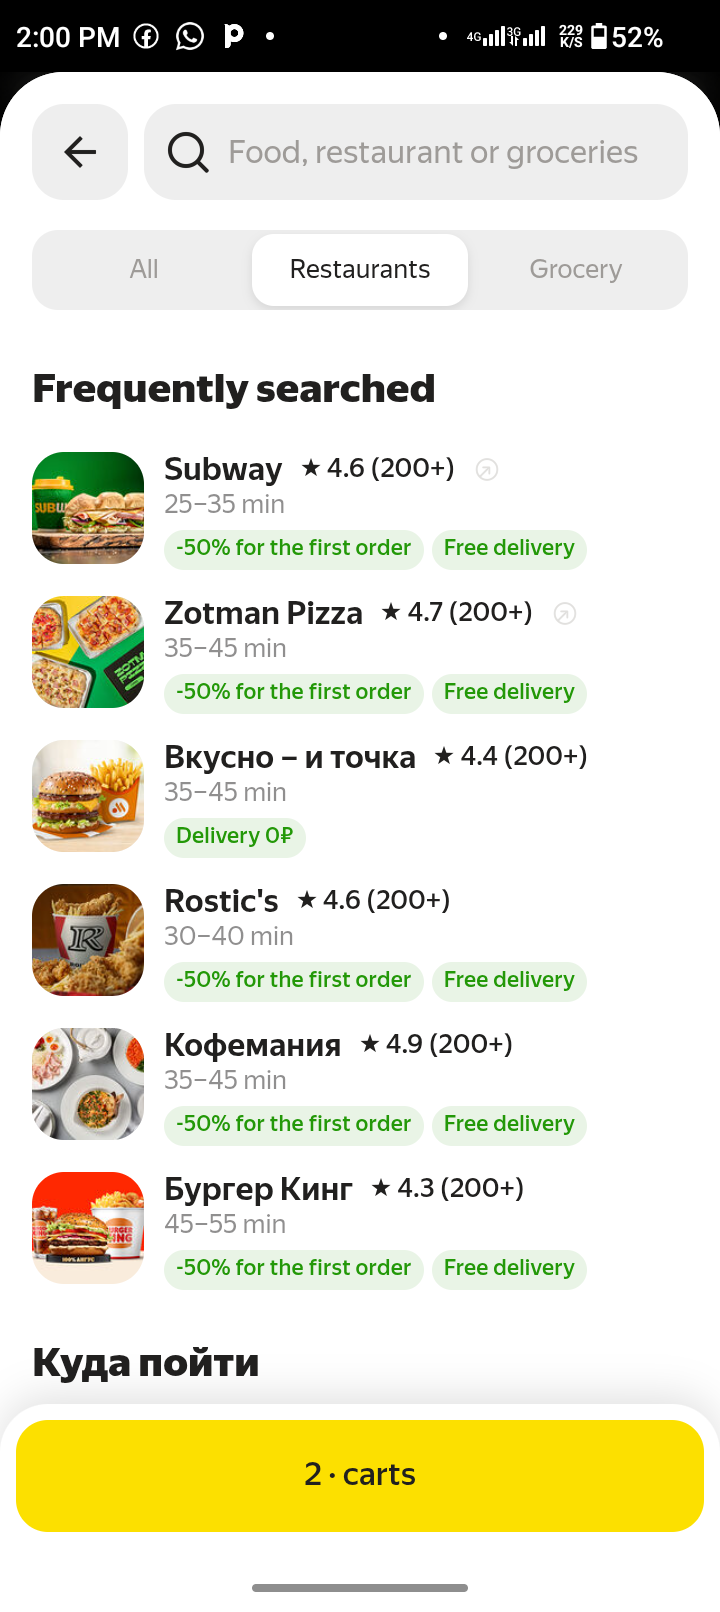 2:00 PM
4G 3G 229 K/S 52%
Food, restaurant or groceries
All Restaurants Grocery
Frequently searched
Subway ★ 4.6 (200+)
25–35 min
-50% for the first order Free delivery
Zotman Pizza ★ 4.7 (200+)
35–45 min
-50% for the first order Free delivery
Вкусно – и точка ★ 4.4 (200+)
35–45 min
Delivery 0₽
Rostic's ★ 4.6 (200+)
30–40 min
-50% for the first order Free delivery
Кофемания ★ 4.9 (200+)
35–45 min
-50% for the first order Free delivery
Бургер Кинг ★ 4.3 (200+)
45–55 min
-50% for the first order Free delivery
Куда пойти
2 · carts